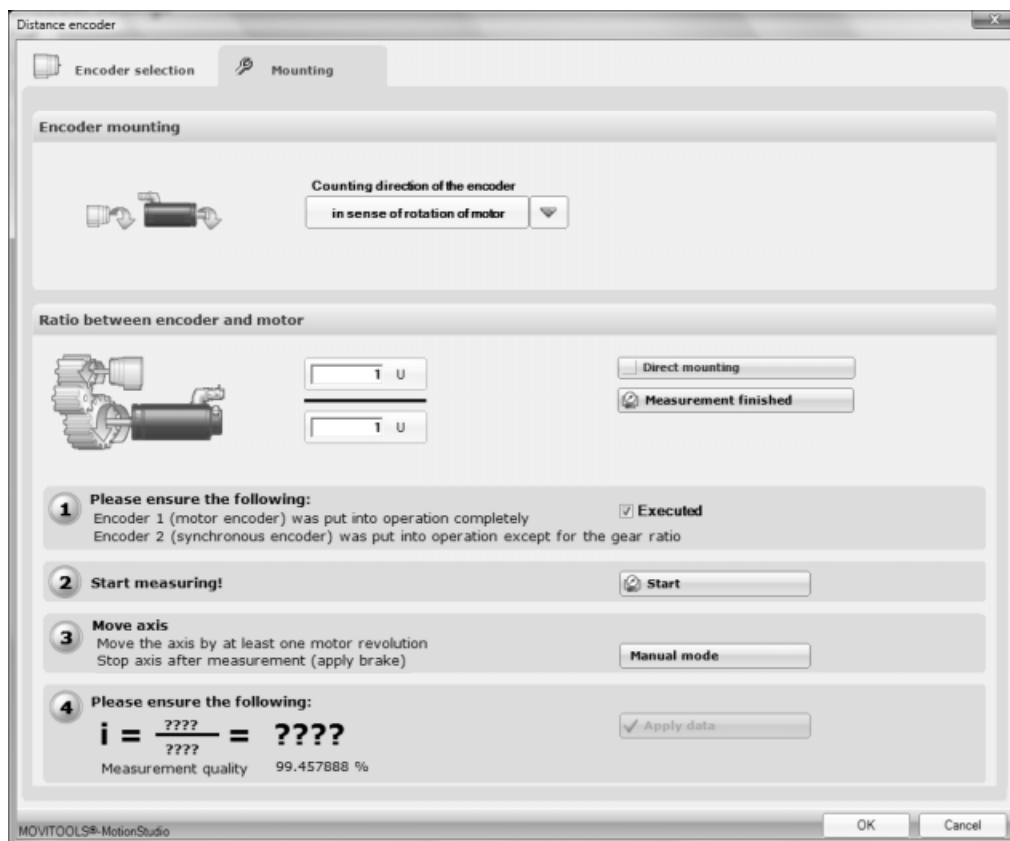 Distance encoder
Encoder selection
Mounting
Encoder mounting
Counting direction of the encoder
in sense of rotation of motor
Ratio between encoder and motor
1 U
1 U
Direct mounting
Measurement finished
1 Please ensure the following:
Encoder 1 (motor encoder) was put into operation completely
Encoder 2 (synchronous encoder) was put into operation except for the gear ratio
Executed
2 Start measuring!
Start
3 Move axis
Move the axis by at least one motor revolution
Stop axis after measurement (apply brake)
Manual mode
4 Please ensure the following:
i = ????/???? = ????
Apply data
Measurement quality 99.457888 %
OK
Cancel
MOVITOOLS®-MotionStudio